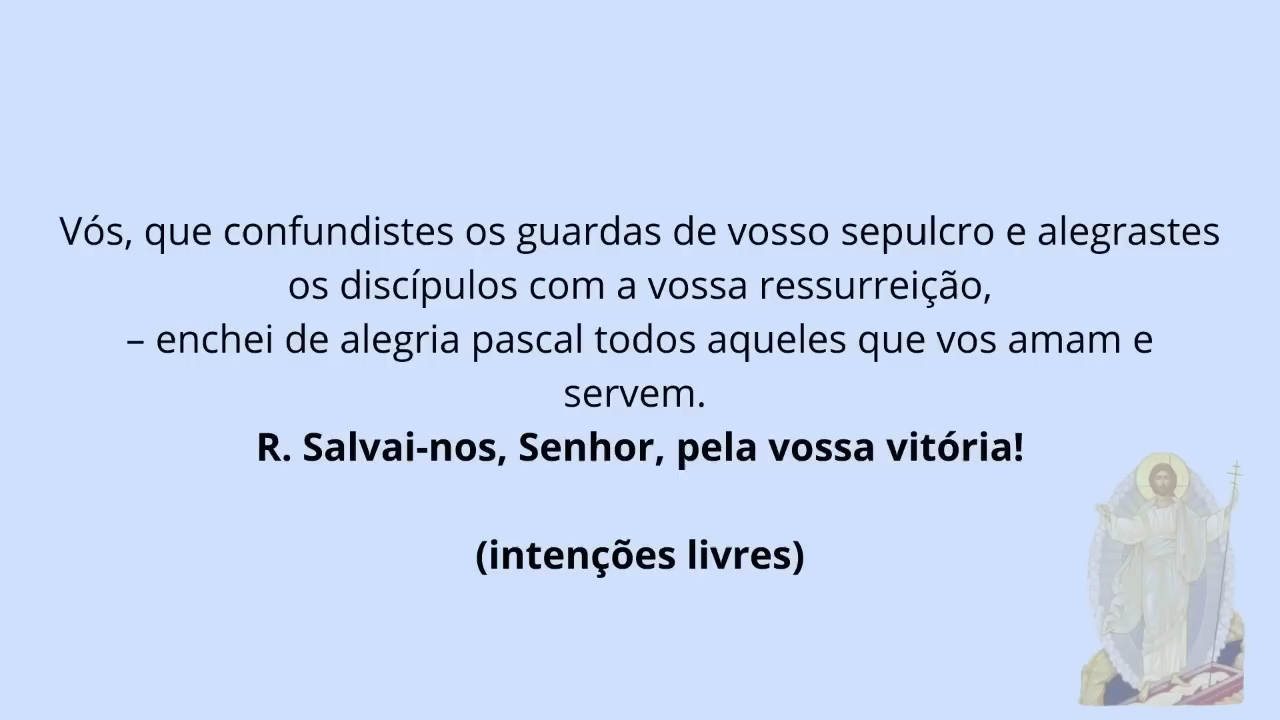 Vós, que confundistes os guardas de vosso sepulcro e alegrastes
os discípulos com a vossa ressurreição,
– enchei de alegria pascal todos aqueles que vos amam e
servem.
R. Salvai-nos, Senhor, pela vossa vitória!
(intenções livres)